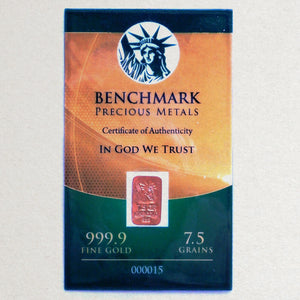 BENCHMARK
PRECIOUS METALS
Certificate of Authenticity
IN GOD WE TRUST
999.9
FINE GOLD
7.5
GRAINS
000015